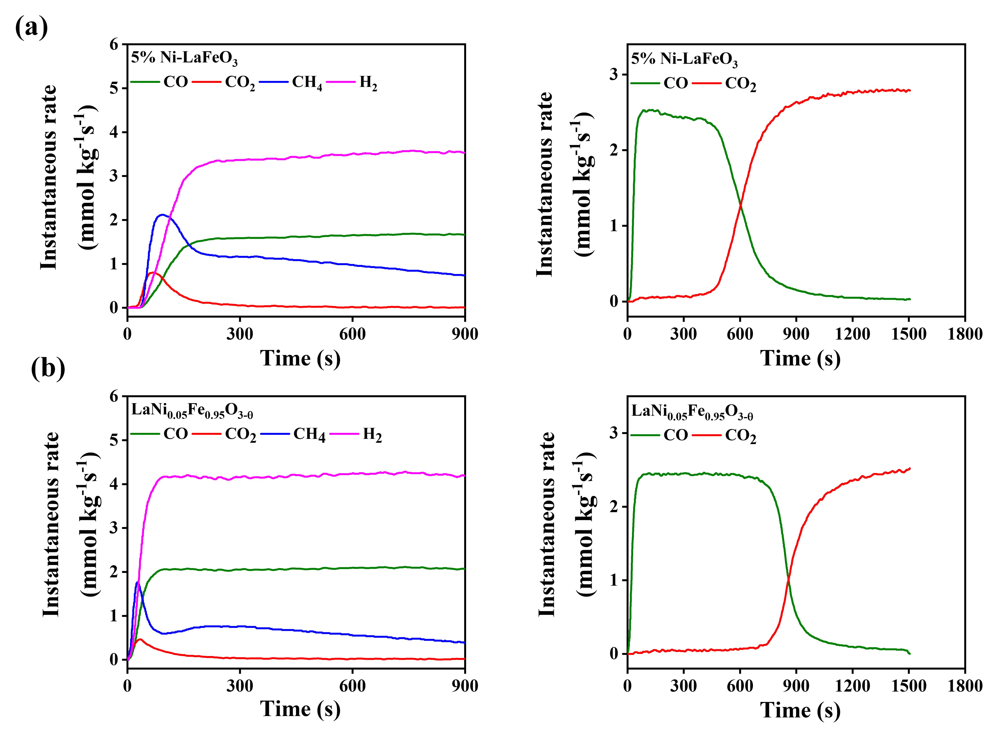 (a)
5% Ni-LaFeO3
CO CO2 CH4 H2
Instantaneous rate
(mmol kg-1s-1)
6
5
4
3
2
1
0
0 300 600 900
Time (s)
5% Ni-LaFeO3
CO CO2
Instantaneous rate
(mmol kg-1s-1)
3
2
1
0
0 300 600 900 1200 1500 1800
Time (s)
(b)
LaNi0.05Fe0.95O3-θ
CO CO2 CH4 H2
Instantaneous rate
(mmol kg-1s-1)
6
5
4
3
2
1
0
0 300 600 900
Time (s)
LaNi0.05Fe0.95O3-θ
CO CO2
Instantaneous rate
(mmol kg-1s-1)
3
2
1
0
0 300 600 900 1200 1500 1800
Time (s)